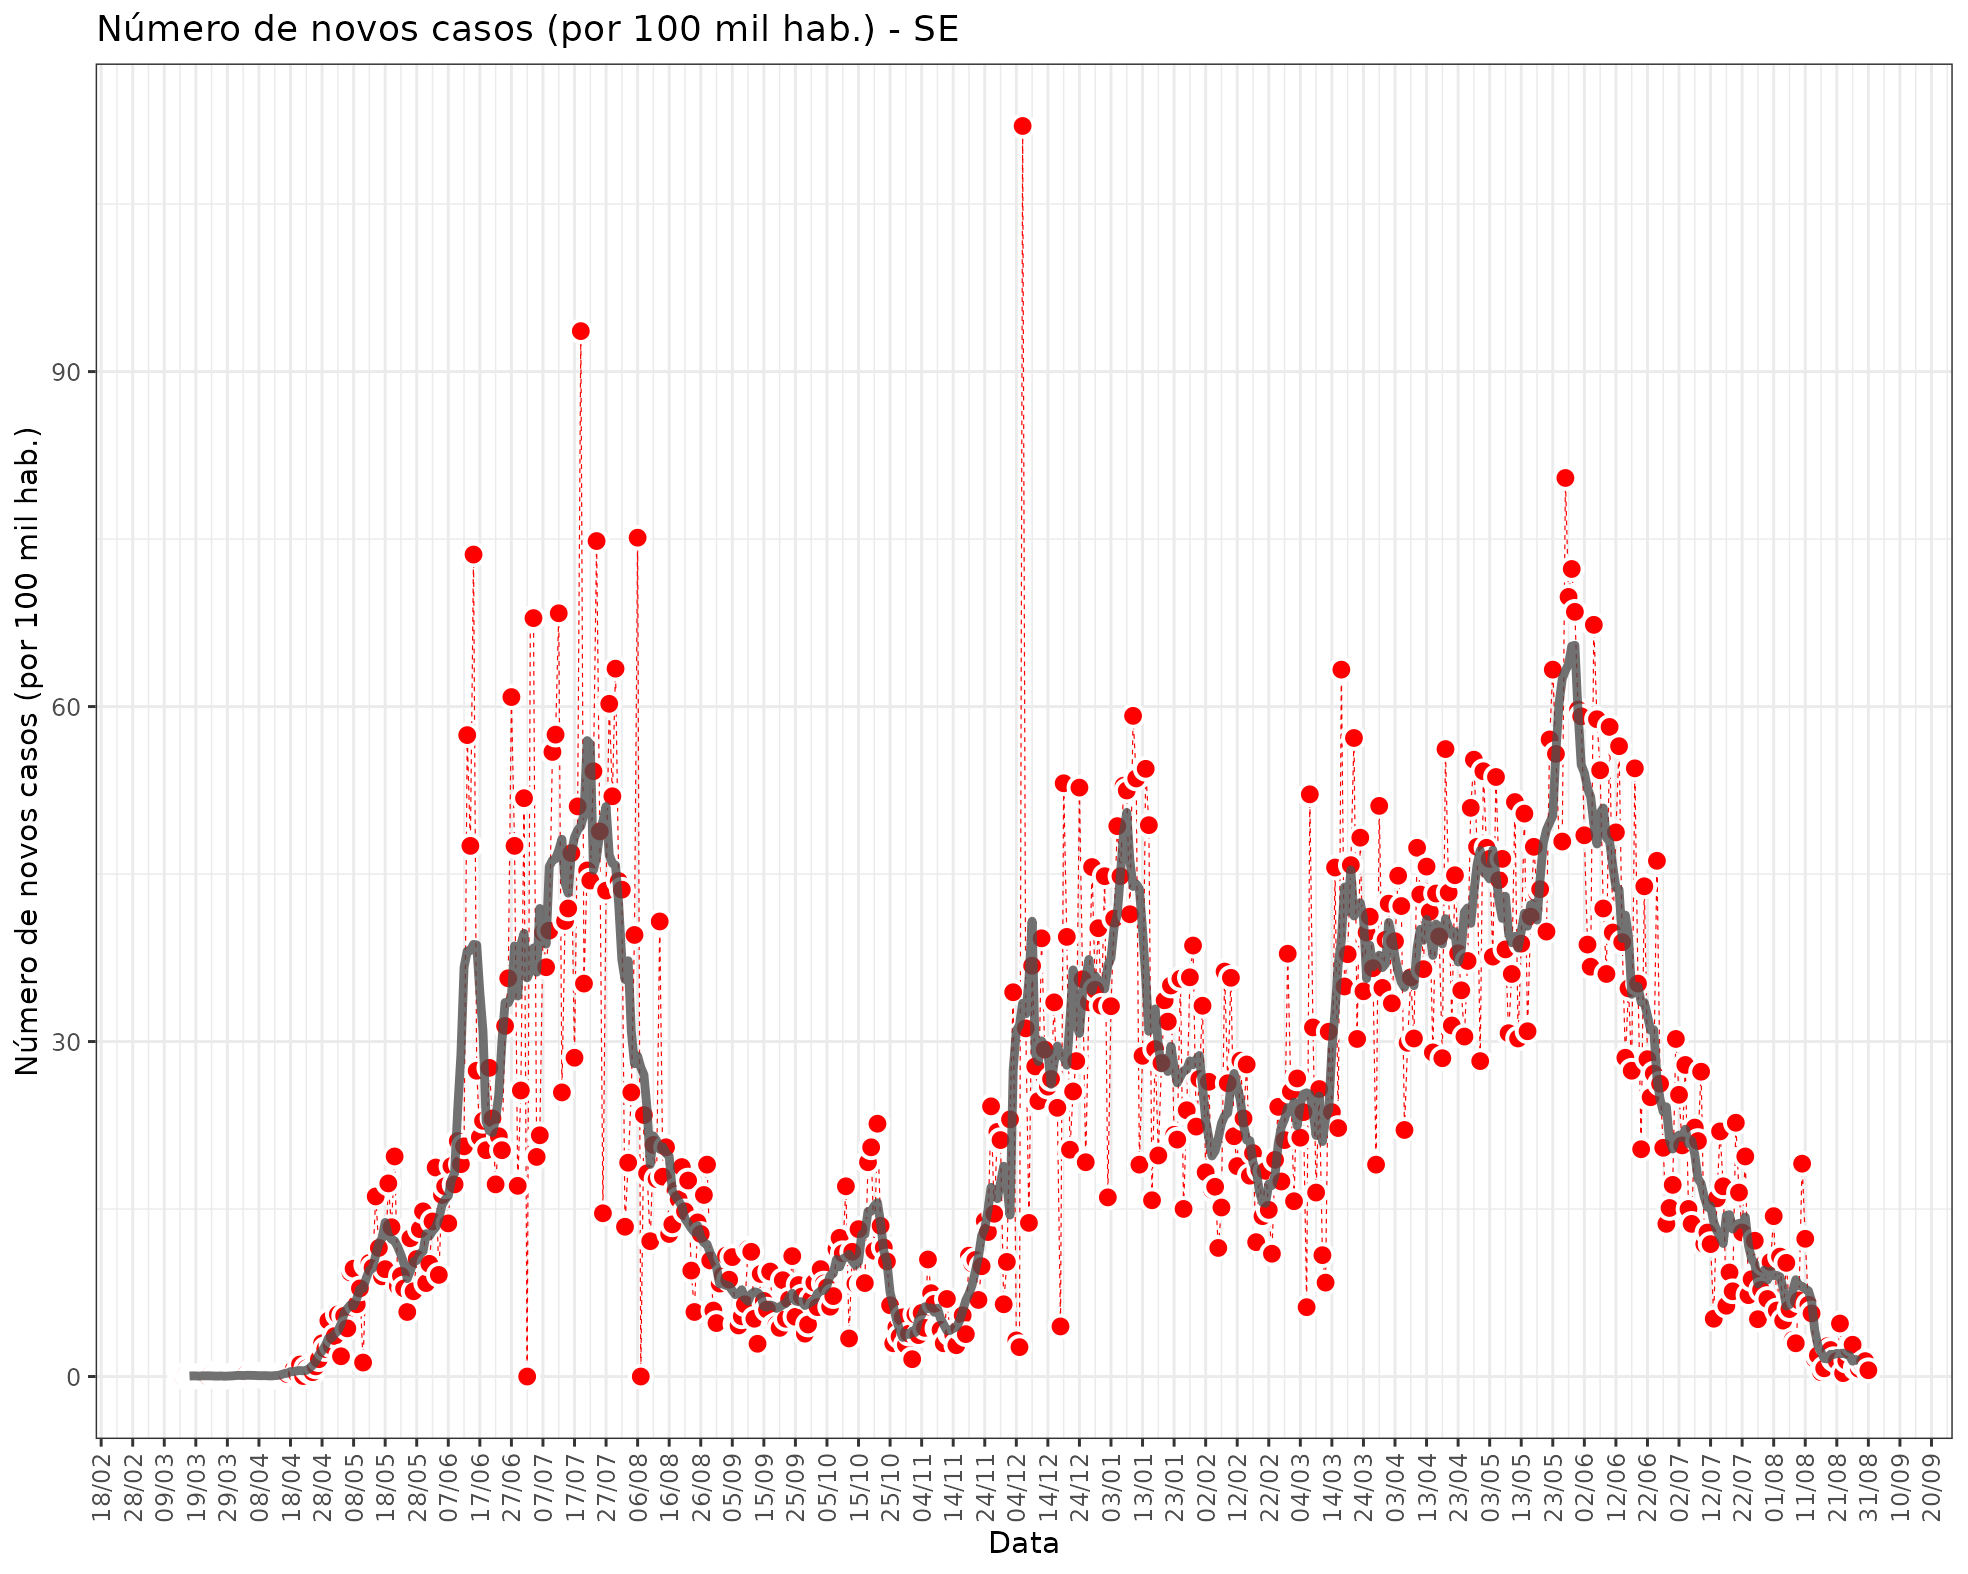 Número de novos casos (por 100 mil hab.) - SE
Número de novos casos (por 100 mil hab.)
90
60
30
0
18/02 28/02 09/03 19/03 29/03 08/04 18/04 28/04 08/05 18/05 28/05 07/06 17/06 27/06 07/07 17/07 27/07 06/08 16/08 26/08 05/09 15/09 25/09 05/10 15/10 25/10 04/11 14/11 24/11 04/12 14/12 24/12 03/01 13/01 23/01 02/02 12/02 22/02 04/03 14/03 24/03 03/04 13/04 23/04 03/05 13/05 23/05 02/06 12/06 22/06 02/07 12/07 22/07 01/08 11/08 21/08 31/08 10/09 20/09
Data